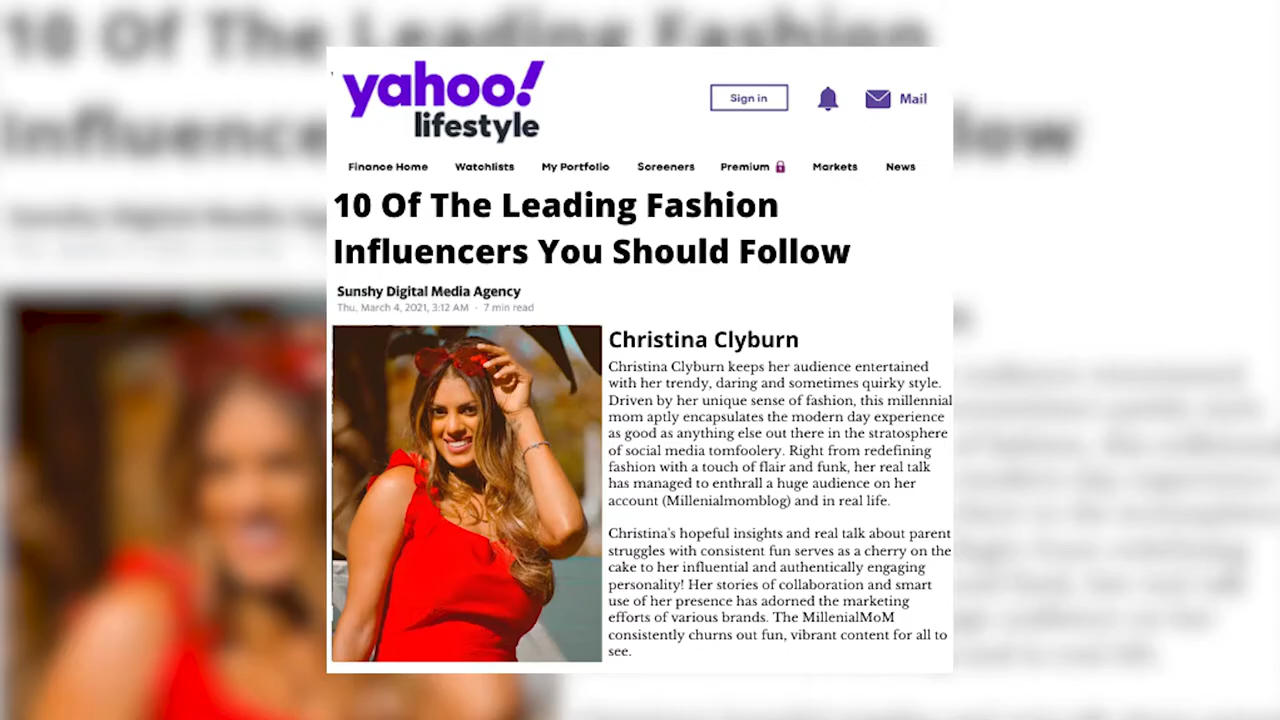 10 Of The Leading Fashion
yahoo!
lifestyle
Sign in
Mail
Finance Home Watchlists My Portfolio Screeners Premium Markets News
10 Of The Leading Fashion
Influencers You Should Follow
Sunshy Digital Media Agency
Thu, March 4, 2021, 3:12 AM · 7 min read
Christina Clyburn
Christina Clyburn keeps her audience entertained
with her trendy, daring and sometimes quirky style.
Driven by her unique sense of fashion, this millennial
mom aptly encapsulates the modern day experience
as good as anything else out there in the stratosphere
of social media tomfoolery. Right from redefining
fashion with a touch of flair and funk, her real talk
has managed to enthrall a huge audience on her
account (Millenialmomblog) and in real life.
Christina's hopeful insights and real talk about parent
struggles with consistent fun serves as a cherry on the
cake to her influential and authentically engaging
personality! Her stories of collaboration and smart
use of her presence has adorned the marketing
efforts of various brands. The MillenialMoM
consistently churns out fun, vibrant content for all to
see.